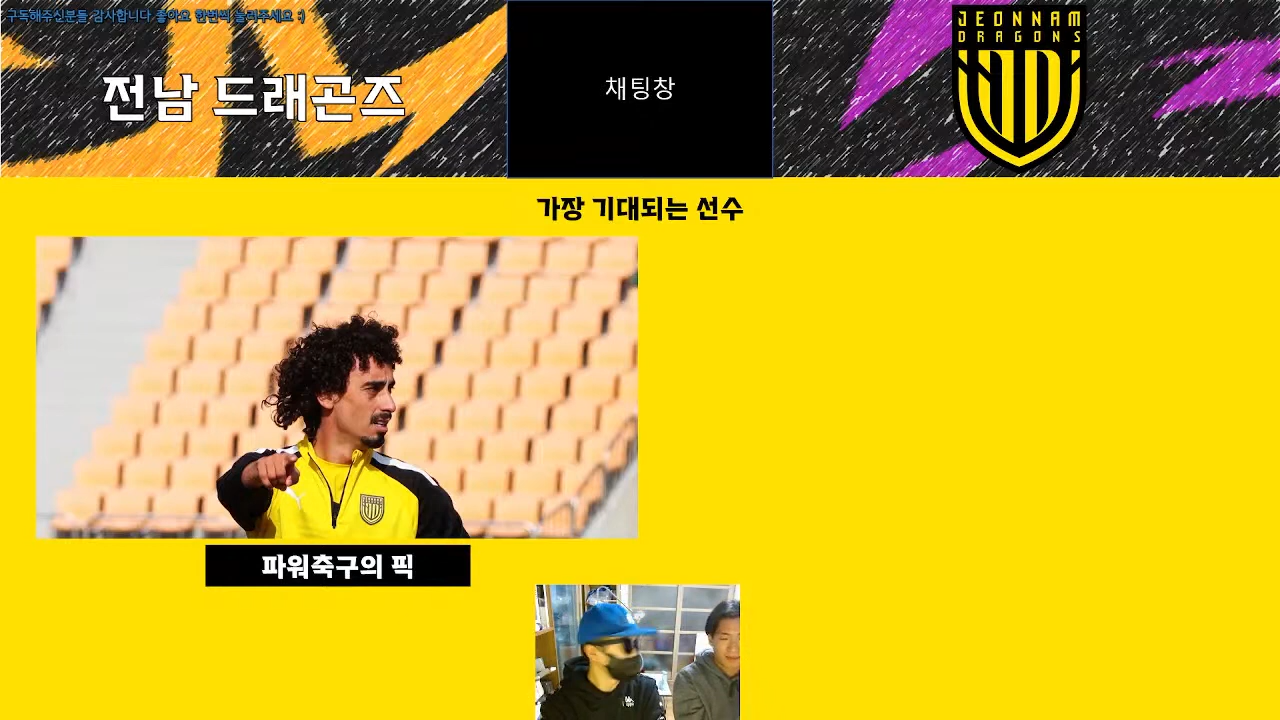 구독해주신분들 감사합니다 좋아요 한번씩 눌러주세요 :)
전남 드래곤즈
채팅창
JEONNAM
DRAGONS
가장 기대되는 선수
파워축구의 픽